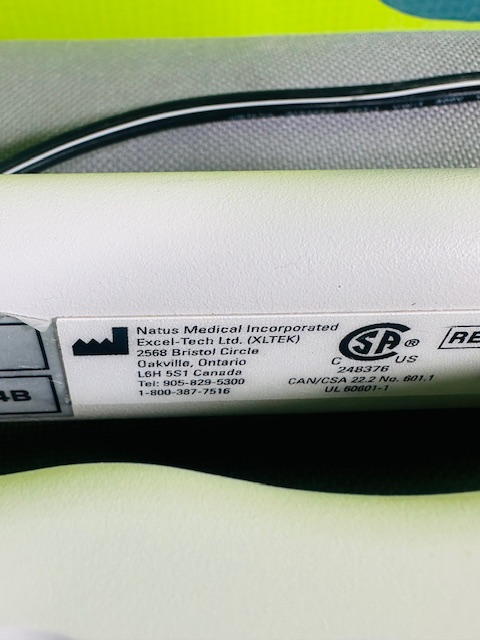 Natus Medical Incorporated
Excel-Tech Ltd. (XLTEK)
2568 Bristol Circle
Oakville, Ontario
L6H 5S1 Canada
Tel: 905-829-5300
1-800-387-7516
CSA ®
C US
248376
CAN/CSA 22.2 No. 601.1
UL 60601-1
RE
4B